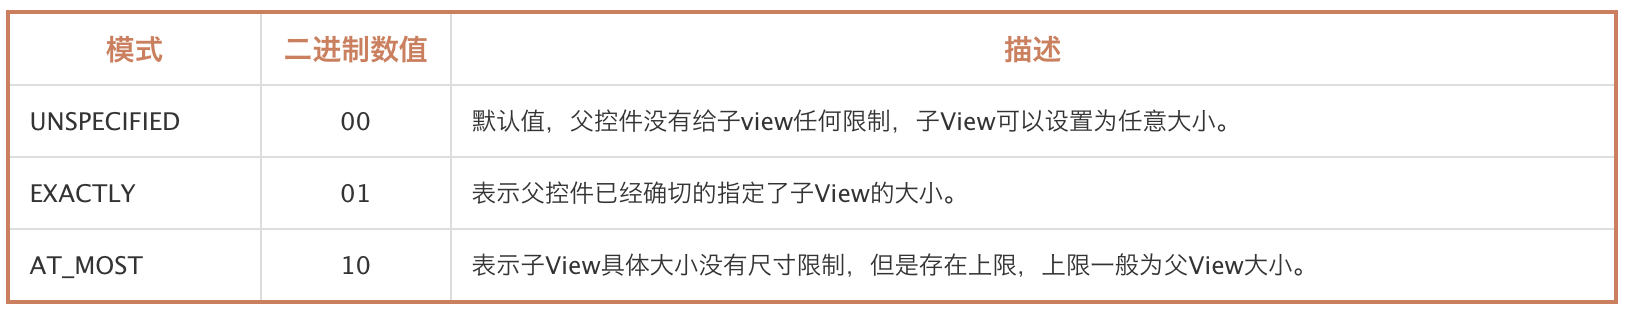 模式 二进制数值 描述
UNSPECIFIED 00 默认值，父控件没有给子view任何限制，子View可以设置为任意大小。
EXACTLY 01 表示父控件已经确切的指定了子View的大小。
AT_MOST 10 表示子View具体大小没有尺寸限制，但是存在上限，上限一般为父View大小。